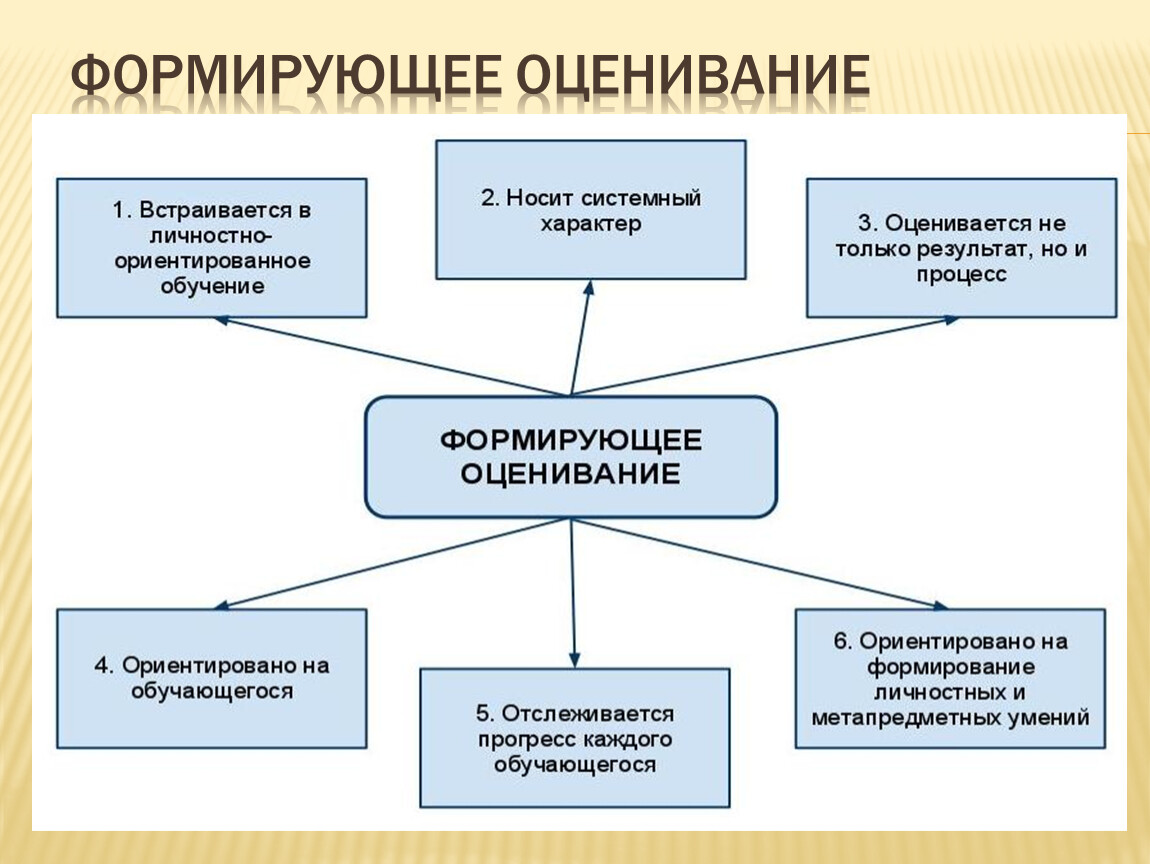 ФОРМИРУЮЩЕЕ ОЦЕНИВАНИЕ
1. Встраивается в
личностно-
ориентированное
обучение
2. Носит системный
характер
3. Оценивается не
только результат, но и
процесс
ФОРМИРУЮЩЕЕ
ОЦЕНИВАНИЕ
4. Ориентировано на
обучающегося
5. Отслеживается
прогресс каждого
обучающегося
6. Ориентировано на
формирование
личностных и
метапредметных умений